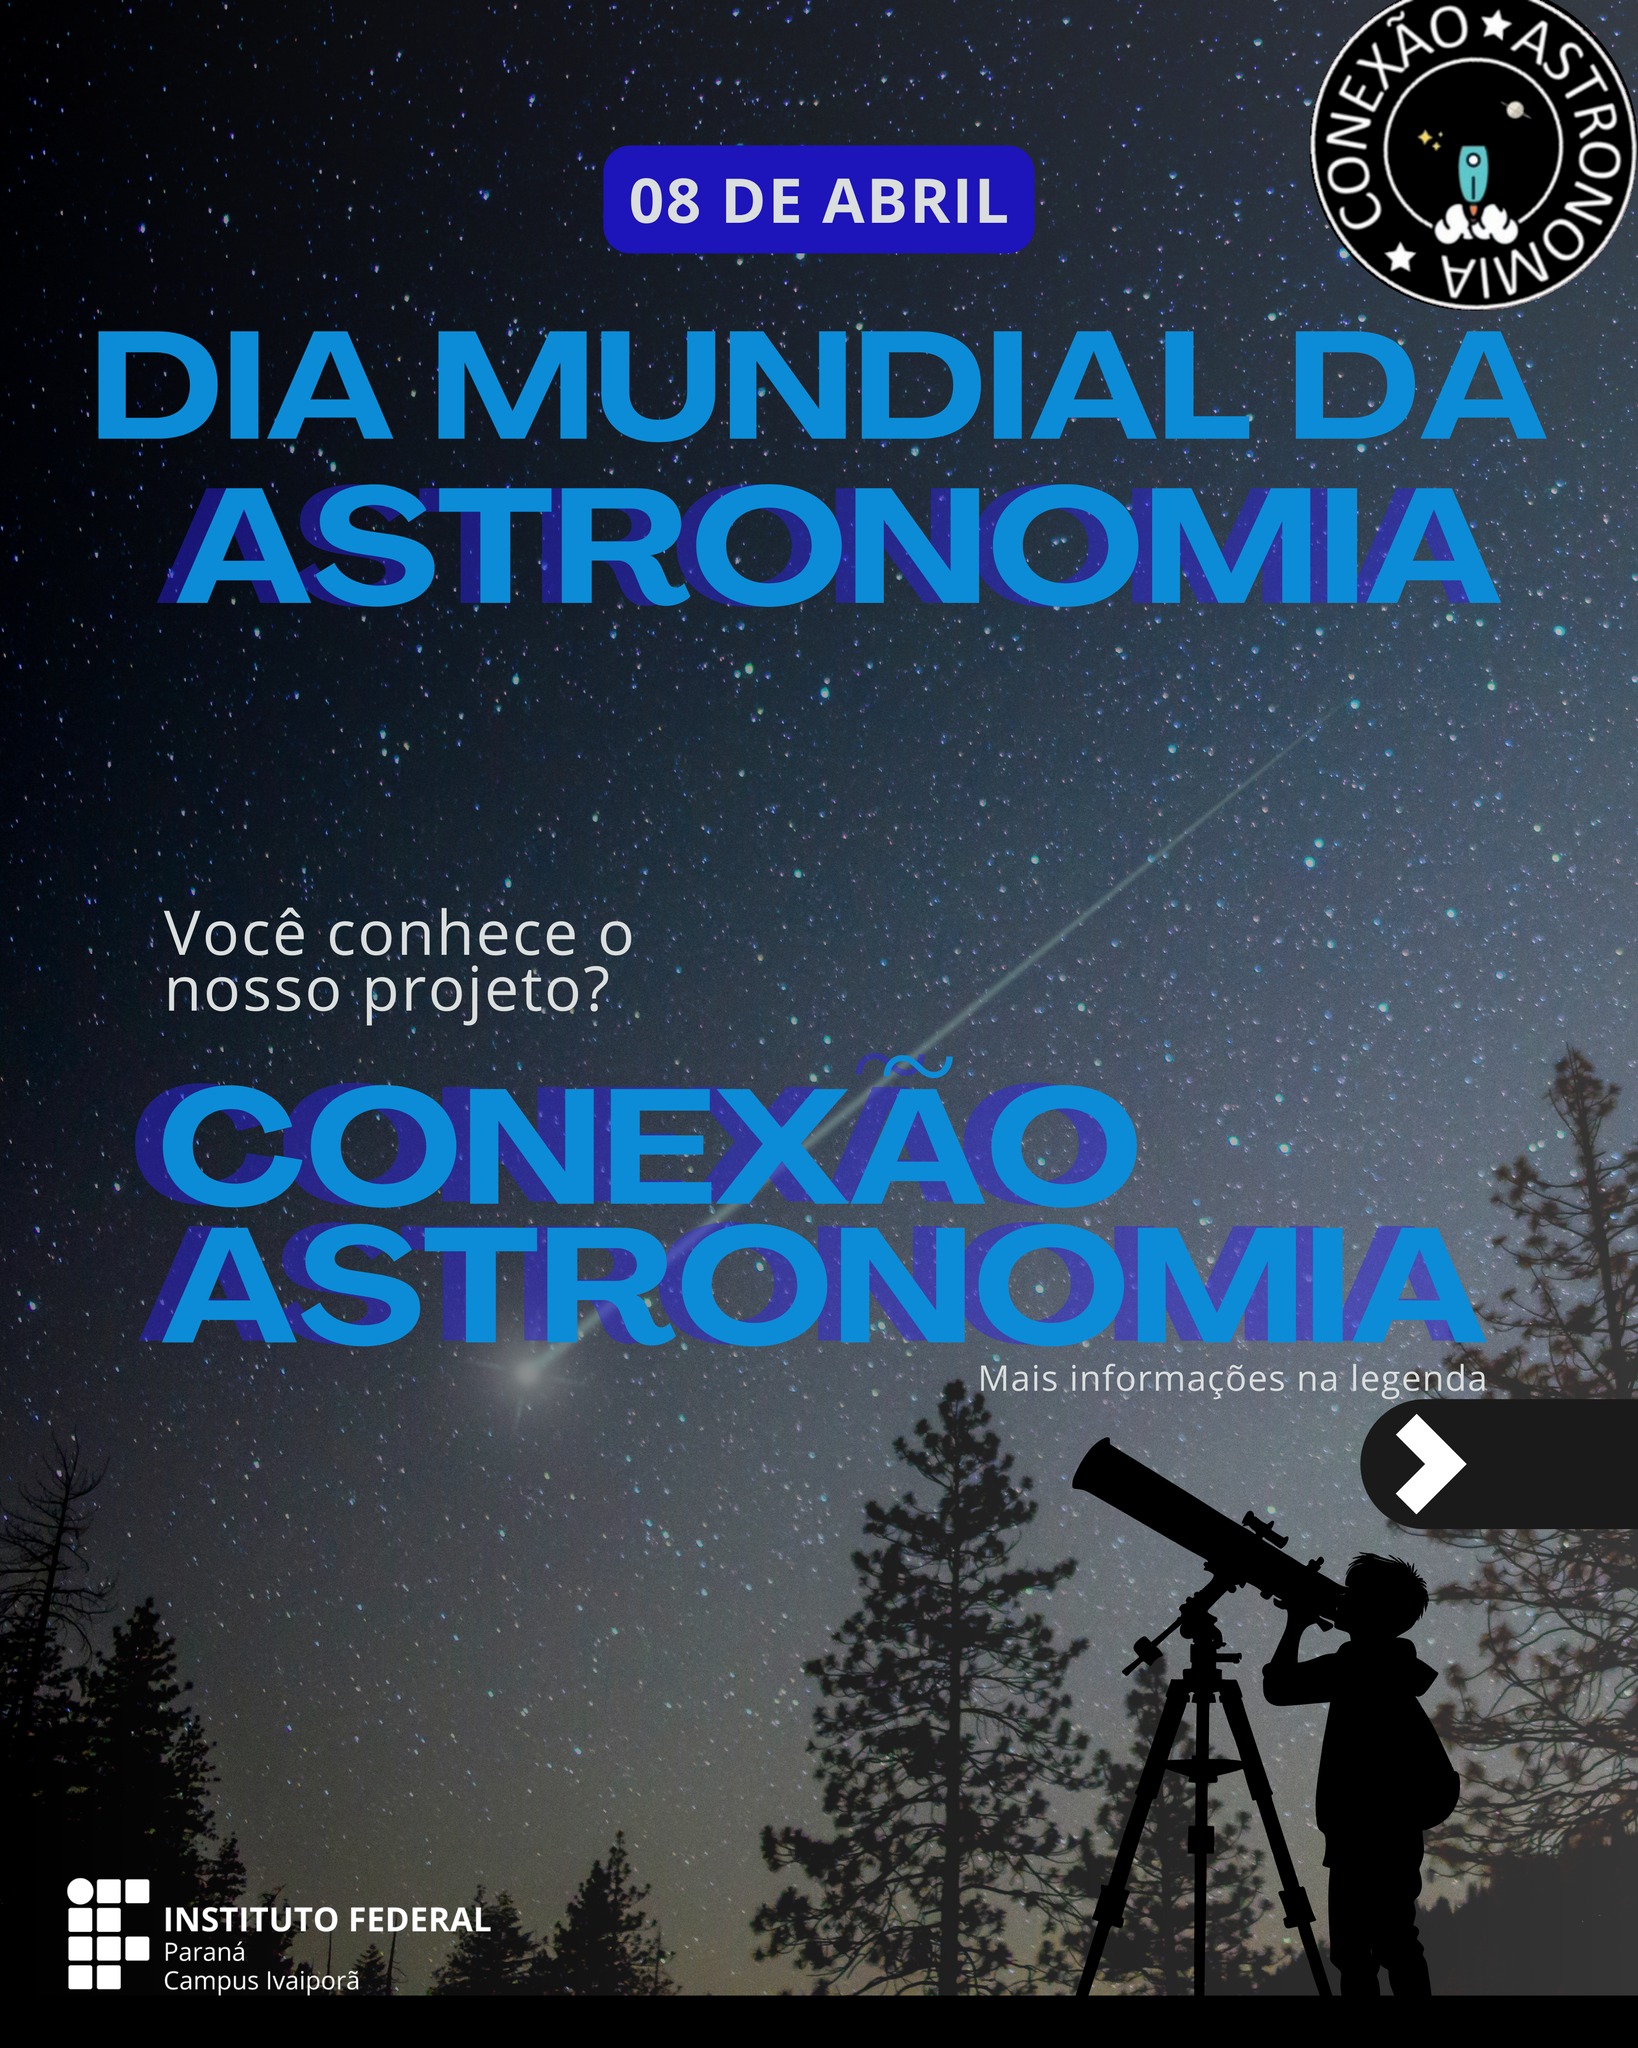 CONEXÃO ★ ASTRONOMIA ★
08 DE ABRIL
DIA MUNDIAL DA
ASTRONOMIA
Você conhece o
nosso projeto?
CONEXÃO
ASTRONOMIA
Mais informações na legenda
INSTITUTO FEDERAL
Paraná
Campus Ivaiporã